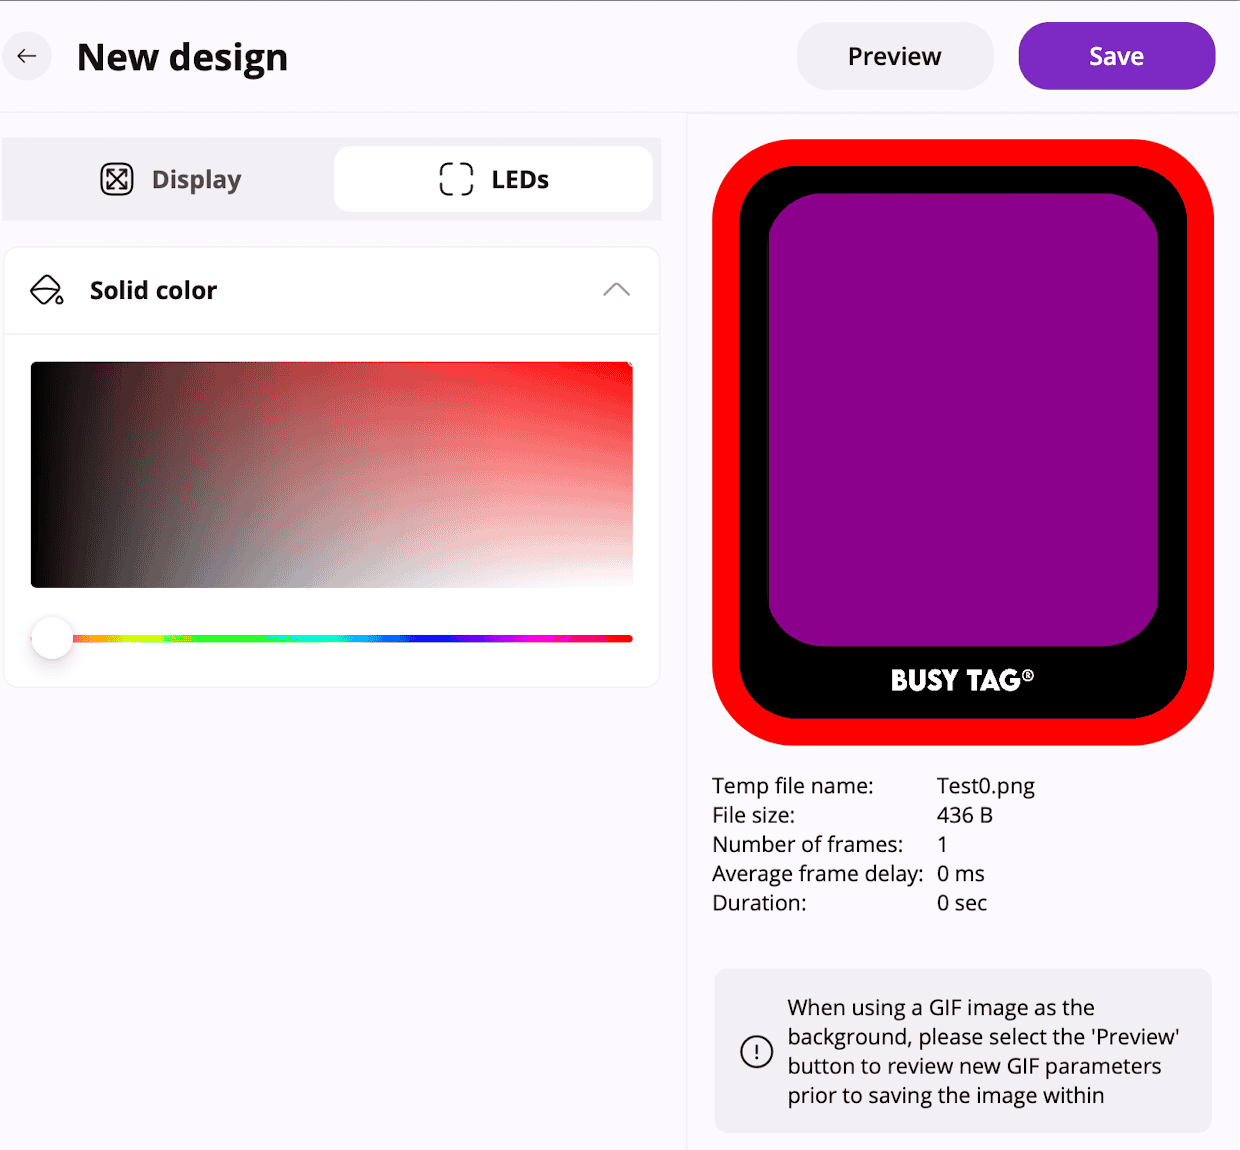 New design
Preview
Save
Display
LEDs
Solid color
BUSY TAG®
Temp file name: Test0.png
File size: 436 B
Number of frames: 1
Average frame delay: 0 ms
Duration: 0 sec
When using a GIF image as the
background, please select the 'Preview'
button to review new GIF parameters
prior to saving the image within